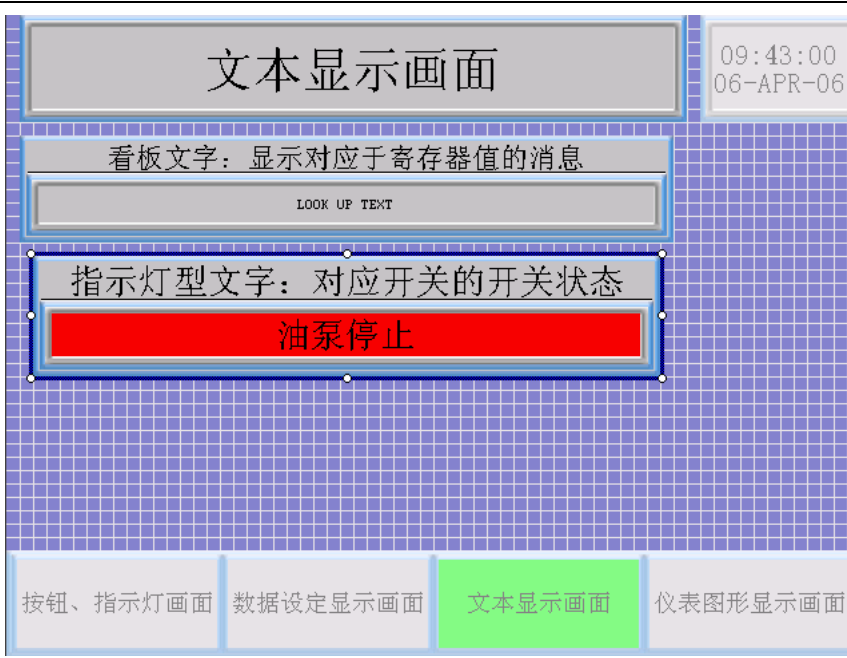 文本显示画面
09:43:00
06-APR-06
看板文字：显示对应于寄存器值的消息
LOOK UP TEXT
指示灯型文字：对应开关的开关状态
油泵停止
按钮、指示灯画面
数据设定显示画面
文本显示画面
仪表图形显示画面